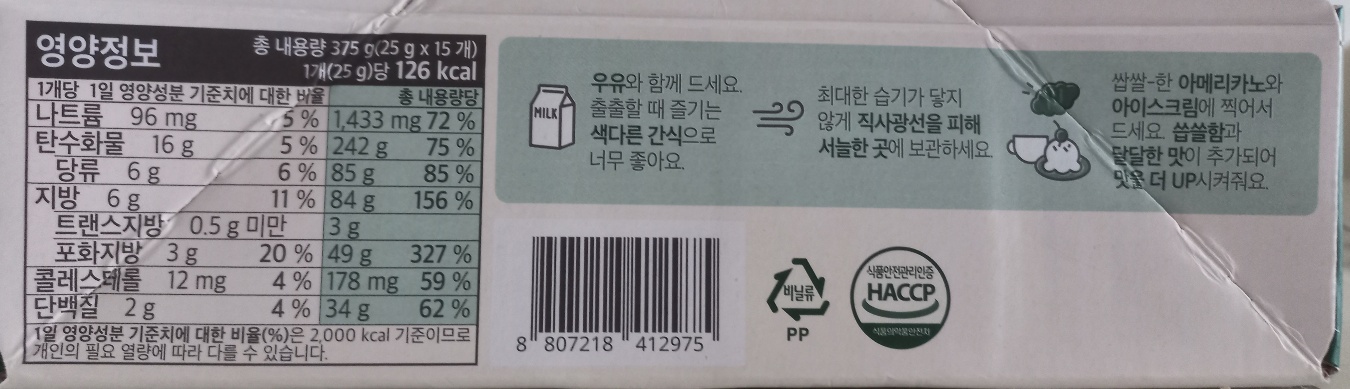 영양정보
총 내용량 375 g(25 g x 15 개)
1개(25 g)당 126 kcal
1개당 1일 영양성분 기준치에 대한 비율 총 내용량당
나트륨 96 mg 5 % 1,433 mg 72 %
탄수화물 16 g 5 % 242 g 75 %
당류 6 g 6 % 85 g 85 %
지방 6 g 11 % 84 g 156 %
트랜스지방 0.5 g 미만 3 g
포화지방 3 g 20 % 49 g 327 %
콜레스테롤 12 mg 4 % 178 mg 59 %
단백질 2 g 4 % 34 g 62 %
1일 영양성분 기준치에 대한 비율(%)은 2,000 kcal 기준이므로
개인의 필요 열량에 따라 다를 수 있습니다.
MILK
우유와 함께 드세요.
출출할 때 즐기는
색다른 간식으로
너무 좋아요.
최대한 습기가 닿지
않게 직사광선을 피해
서늘한 곳에 보관하세요.
쌉쌀-한 아메리카노와
아이스크림에 찍어서
드세요. 씁쓸함과
달달한 맛이 추가되어
맛을 더 UP시켜줘요.
8 807218 412975
비닐류
PP
식품안전관리인증
HACCP
식품의약품안전처